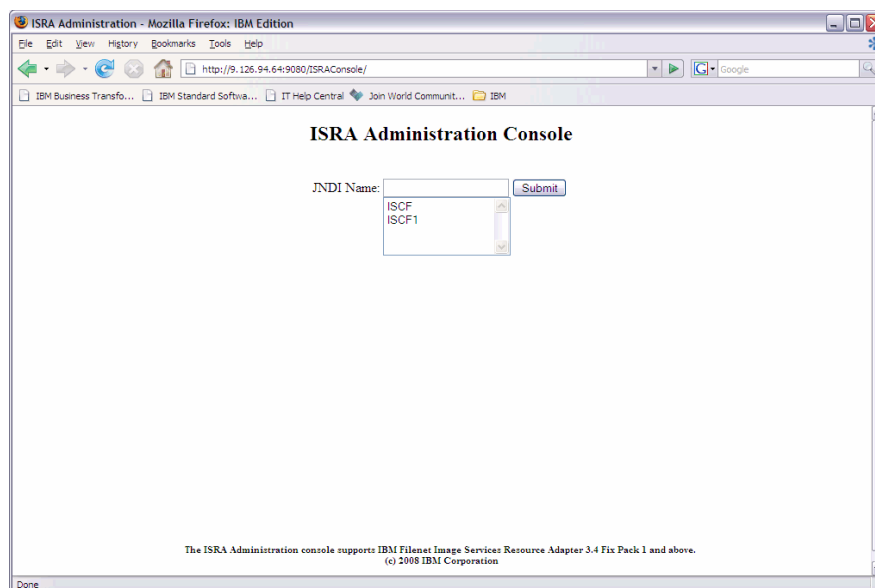 ISRA Administration - Mozilla Firefox: IBM Edition
File Edit View History Bookmarks Tools Help
http://9.126.94.64:9080/ISRAConsole/
Google
IBM Business Transfo... IBM Standard Softwa... IT Help Central Join World Communit... IBM
ISRA Administration Console
JNDI Name: Submit
ISCF
ISCF1
The ISRA Administration console supports IBM Filenet Image Services Resource Adapter 3.4 Fix Pack 1 and above.
(c) 2008 IBM Corporation
Done